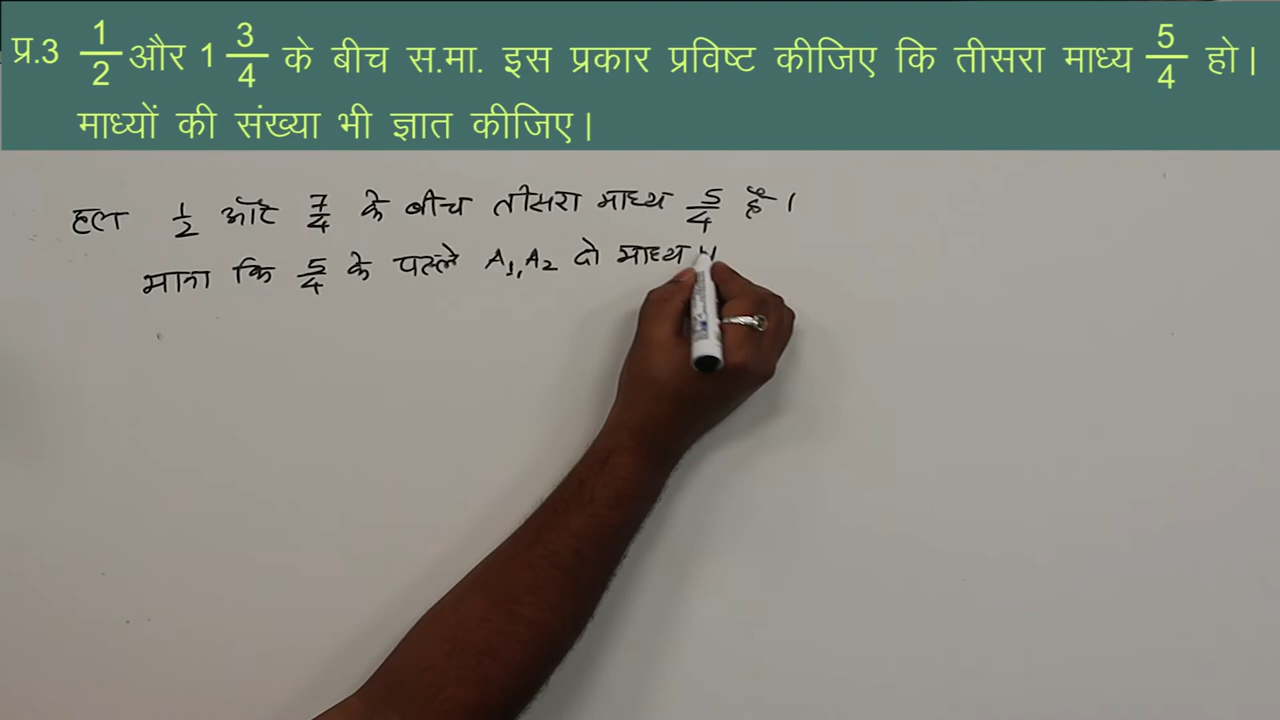 प्र.3 1/2 और 1 3/4 के बीच स.मा. इस प्रकार प्रविष्ट कीजिए कि तीसरा माध्य 5/4 हो।
माध्यों की संख्या भी ज्ञात कीजिए।
हल 1/2 और 7/4 के बीच तीसरा माध्य 5/4 है।
माना कि 5/4 के पहले A₁, A₂ दो माध्य